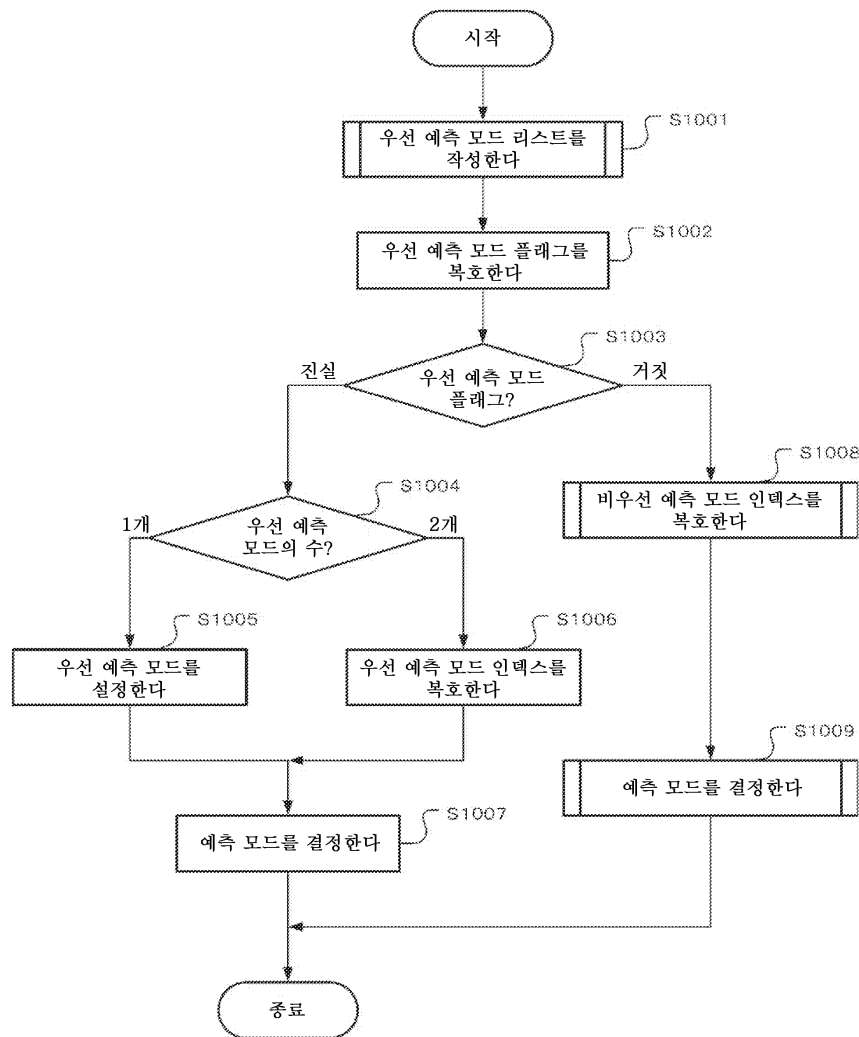 시작
S1001
우선 예측 모드 리스트를
작성한다
S1002
우선 예측 모드 플래그를
복호한다
S1003
진실
우선 예측 모드
플래그?
거짓
S1004
1개
우선 예측
모드의 수?
2개
S1008
비우선 예측 모드 인덱스를
복호한다
S1005
우선 예측 모드를
설정한다
S1006
우선 예측 모드 인덱스를
복호한다
S1009
예측 모드를 결정한다
S1007
예측 모드를 결정한다
종료